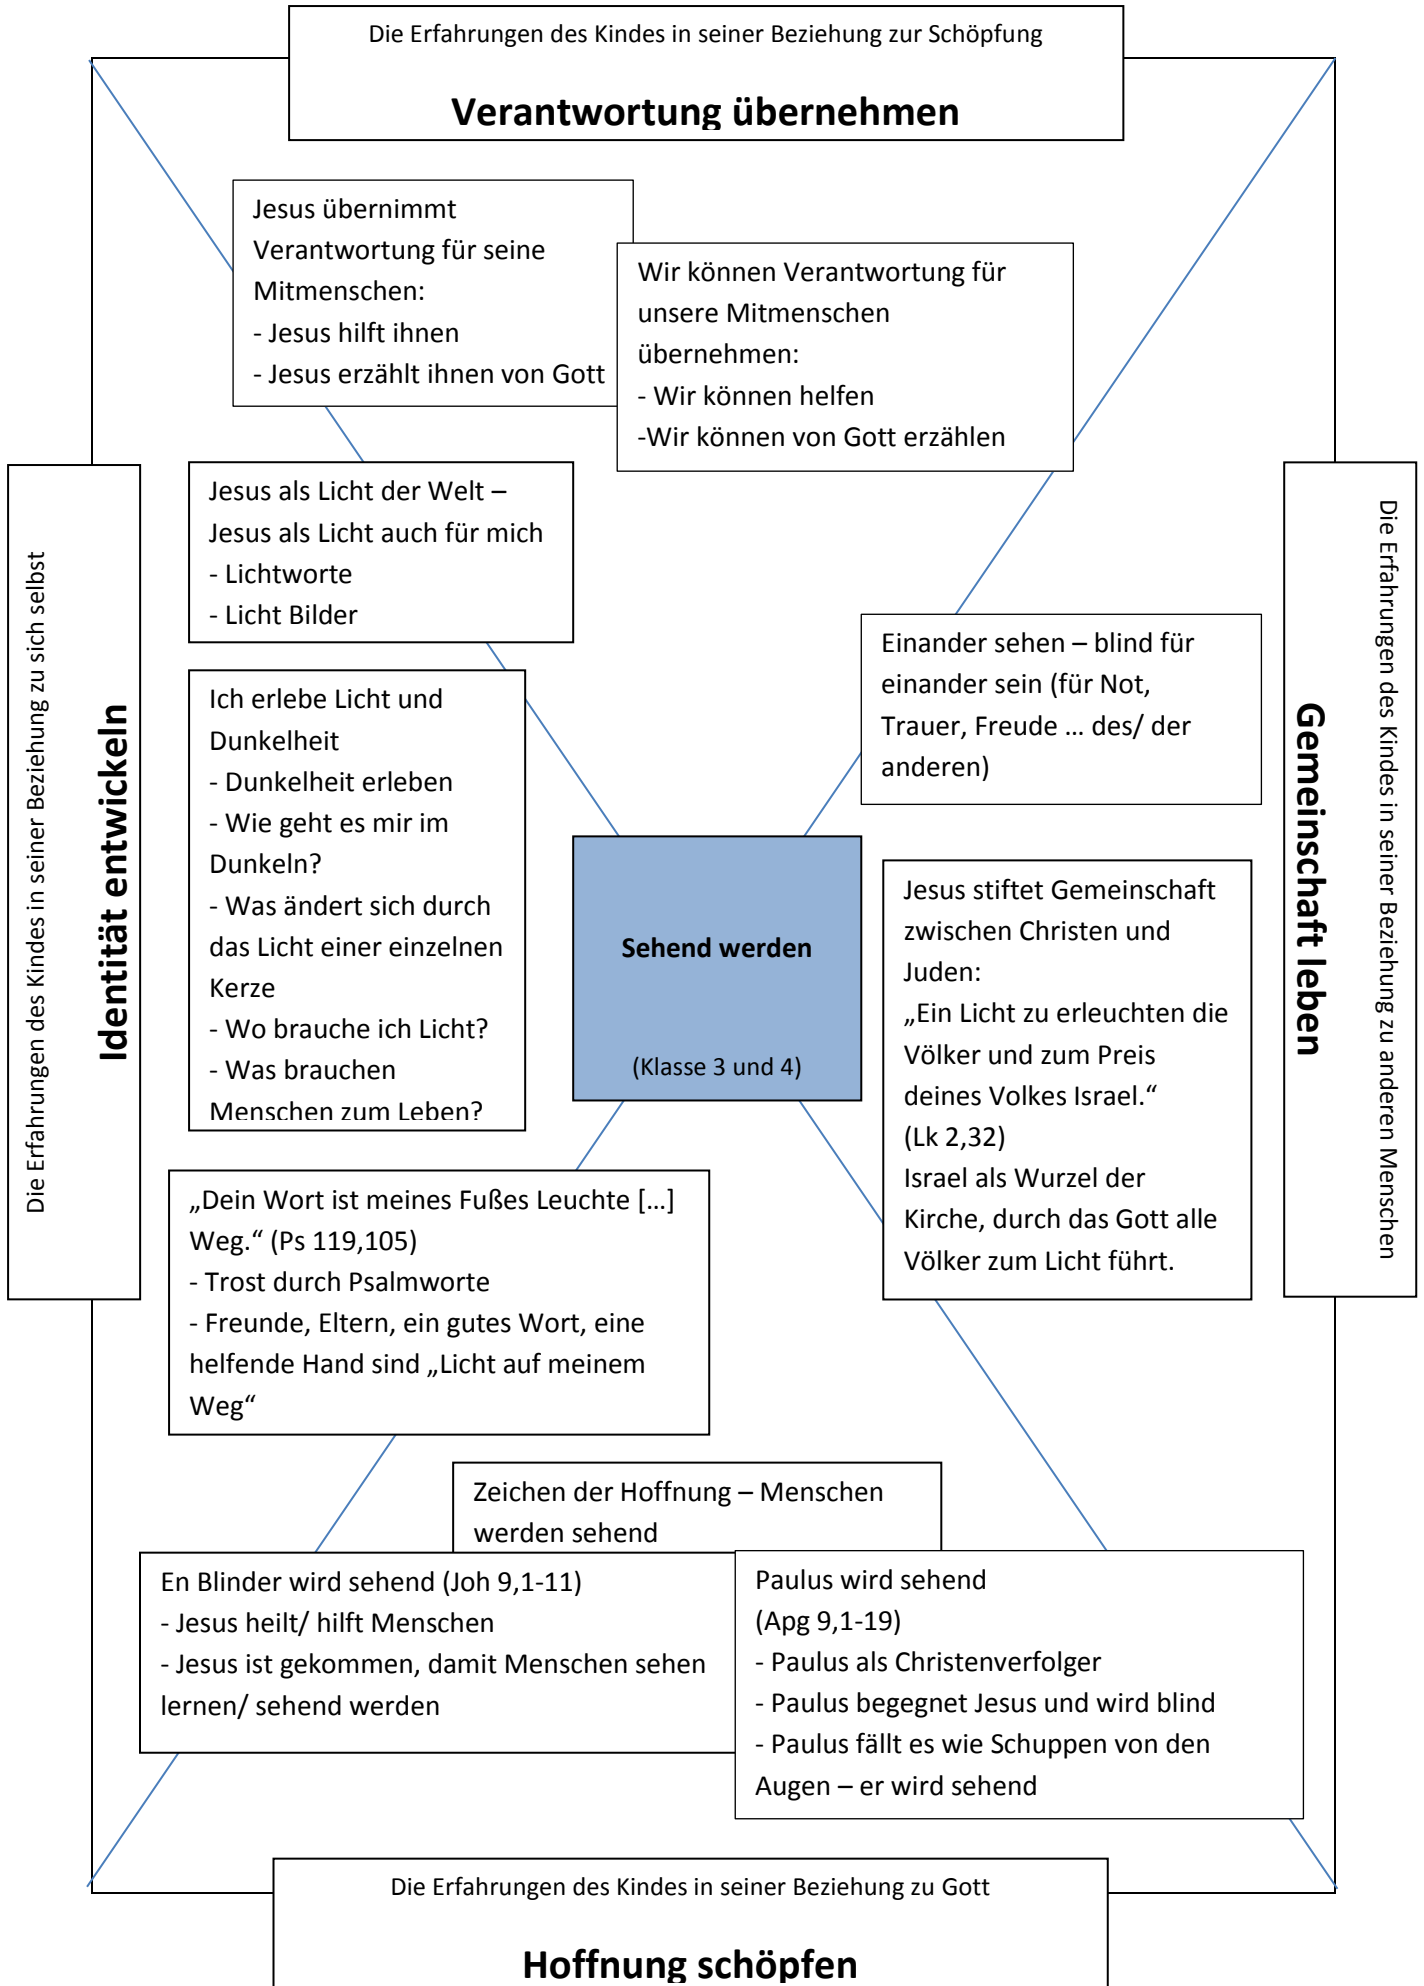 Die Erfahrungen des Kindes in seiner Beziehung zur Schöpfung
Verantwortung übernehmen
Jesus übernimmt
Verantwortung für seine
Mitmenschen:
- Jesus hilft ihnen
- Jesus erzählt ihnen von Gott
Wir können Verantwortung für
unsere Mitmenschen
übernehmen:
- Wir können helfen
-Wir können von Gott erzählen
Die Erfahrungen des Kindes in seiner Beziehung zu sich selbst
Identität entwickeln
Jesus als Licht der Welt –
Jesus als Licht auch für mich
- Lichtworte
- Licht Bilder
Ich erlebe Licht und
Dunkelheit
- Dunkelheit erleben
- Wie geht es mir im
Dunkeln?
- Was ändert sich durch
das Licht einer einzelnen
Kerze
- Wo brauche ich Licht?
- Was brauchen
Menschen zum Leben?
Sehend werden
(Klasse 3 und 4)
Einander sehen – blind für
einander sein (für Not,
Trauer, Freude … des/ der
anderen)
Jesus stiftet Gemeinschaft
zwischen Christen und
Juden:
„Ein Licht zu erleuchten die
Völker und zum Preis
deines Volkes Israel.“
(Lk 2,32)
Israel als Wurzel der
Kirche, durch das Gott alle
Völker zum Licht führt.
Die Erfahrungen des Kindes in seiner Beziehung zu anderen Menschen
Gemeinschaft leben
„Dein Wort ist meines Fußes Leuchte […]
Weg.“ (Ps 119,105)
- Trost durch Psalmworte
- Freunde, Eltern, ein gutes Wort, eine
helfende Hand sind „Licht auf meinem
Weg“
Zeichen der Hoffnung – Menschen
werden sehend
En Blinder wird sehend (Joh 9,1-11)
- Jesus heilt/ hilft Menschen
- Jesus ist gekommen, damit Menschen sehen
lernen/ sehend werden
Paulus wird sehend
(Apg 9,1-19)
- Paulus als Christenverfolger
- Paulus begegnet Jesus und wird blind
- Paulus fällt es wie Schuppen von den
Augen – er wird sehend
Die Erfahrungen des Kindes in seiner Beziehung zu Gott
Hoffnung schöpfen